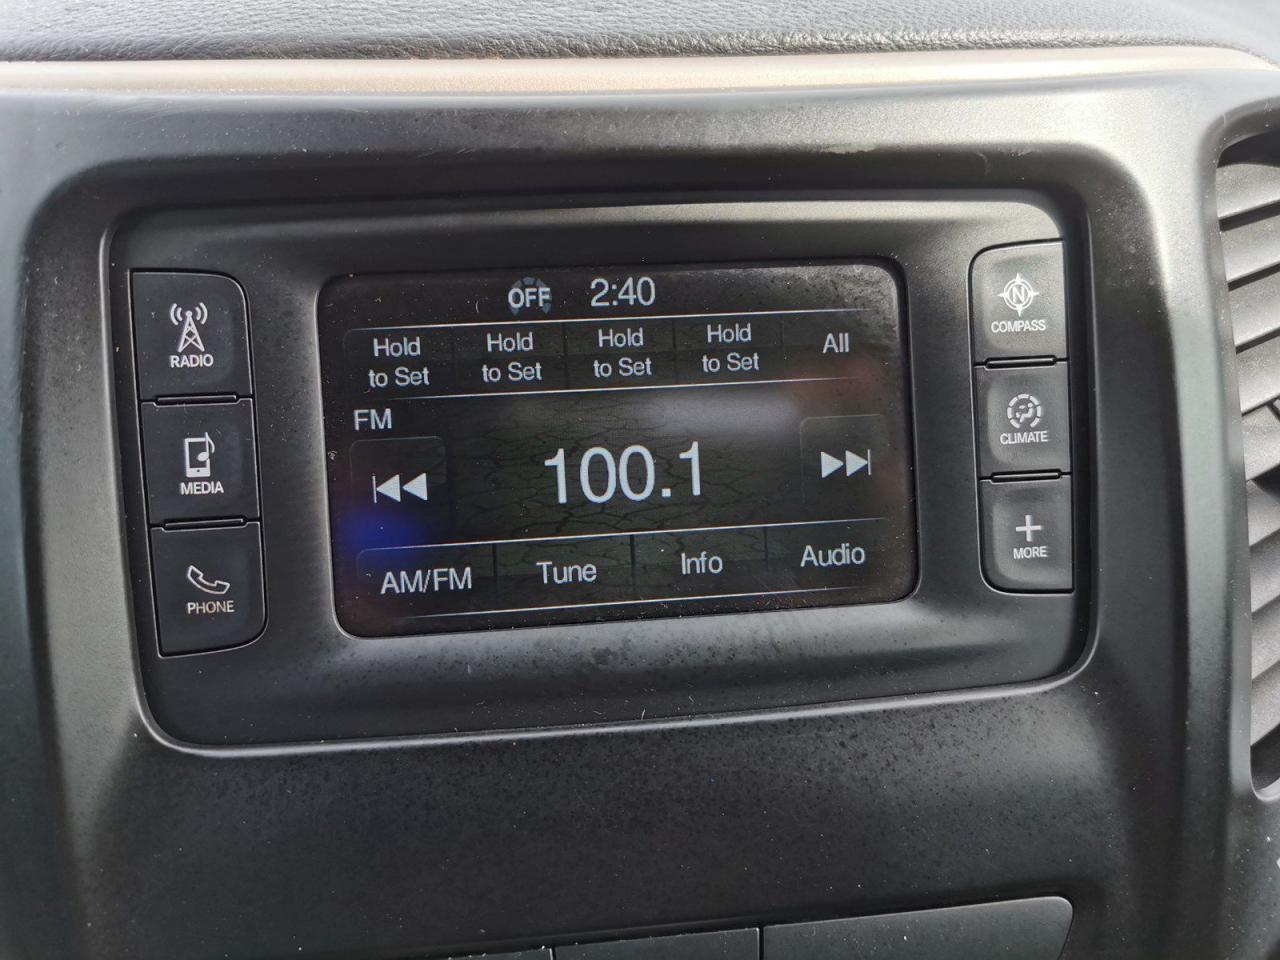 OFF 2:40
Hold to Set
Hold to Set
Hold to Set
Hold to Set
All
FM
100.1
AM/FM
Tune
Info
Audio
RADIO
MEDIA
PHONE
N
COMPASS
CLIMATE
MORE